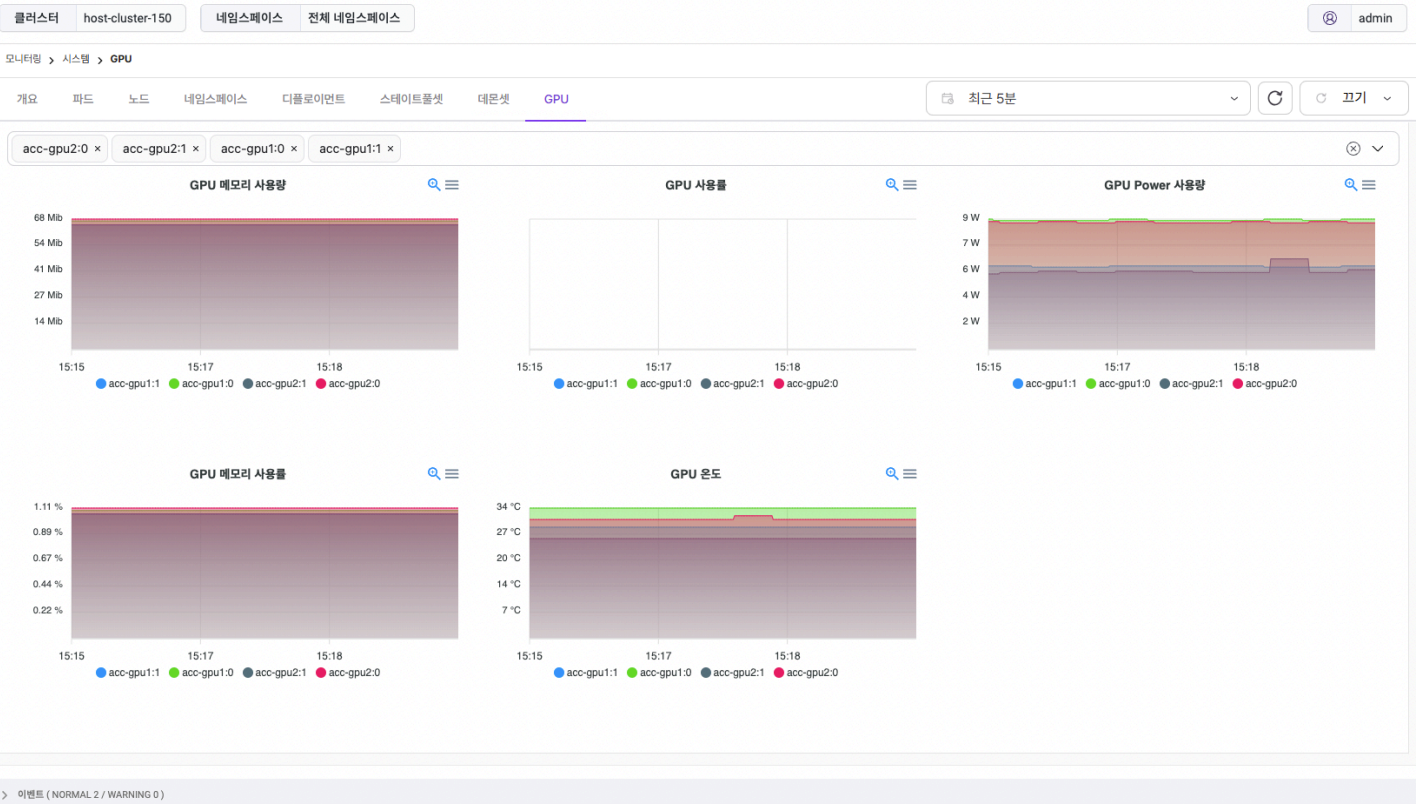 클러스터 host-cluster-150 네임스페이스 전체 네임스페이스 admin
모니터링 > 시스템 > GPU
개요 파드 노드 네임스페이스 디플로이먼트 스테이트풀셋 데몬셋 GPU 최근 5분 끄기
acc-gpu2:0 × acc-gpu2:1 × acc-gpu1:0 × acc-gpu1:1 ×
GPU 메모리 사용량
68 Mib
54 Mib
41 Mib
27 Mib
14 Mib
15:15 15:17 15:18
acc-gpu1:1 acc-gpu1:0 acc-gpu2:1 acc-gpu2:0
GPU 사용률
15:15 15:17 15:18
acc-gpu1:1 acc-gpu1:0 acc-gpu2:1 acc-gpu2:0
GPU Power 사용량
9 W
7 W
6 W
4 W
2 W
15:15 15:17 15:18
acc-gpu1:1 acc-gpu1:0 acc-gpu2:1 acc-gpu2:0
GPU 메모리 사용률
1.11 %
0.89 %
0.67 %
0.44 %
0.22 %
15:15 15:17 15:18
acc-gpu1:1 acc-gpu1:0 acc-gpu2:1 acc-gpu2:0
GPU 온도
34 °C
27 °C
20 °C
14 °C
7 °C
15:15 15:17 15:18
acc-gpu1:1 acc-gpu1:0 acc-gpu2:1 acc-gpu2:0
이벤트 ( NORMAL 2 / WARNING 0 )